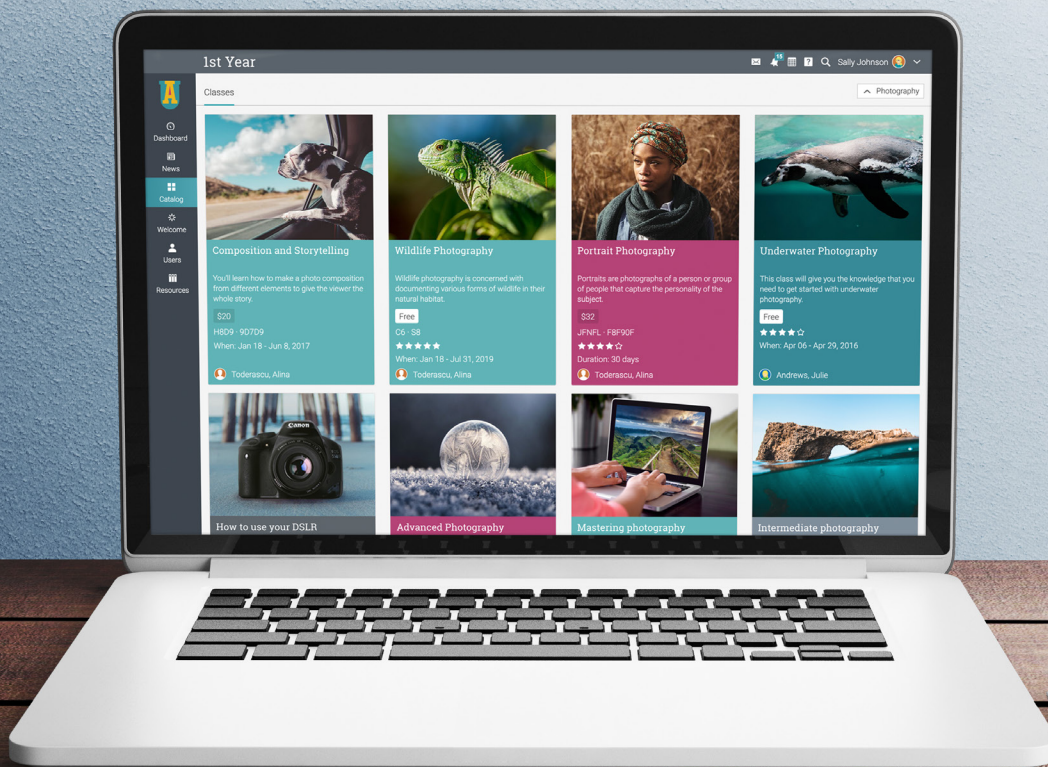 1st Year
15
?
Sally Johnson
A
Dashboard
News
Catalog
Welcome
Users
Resources
Classes
Photography
Composition and Storytelling
You'll learn how to make a photo composition
from different elements to give the viewer the
whole story.
$20
H8D9 · 9D7D9
When: Jan 18 - Jun 8, 2017
Toderascu, Alina
Wildlife Photography
Wildlife photography is concerned with
documenting various forms of wildlife in their
natural habitat.
Free
C6 · S8
When: Jan 18 - Jul 31, 2019
Toderascu, Alina
Portrait Photography
Portraits are photographs of a person or group
of people that capture the personality of the
subject.
$32
JFNFL · F8F90F
Duration: 30 days
Toderascu, Alina
Underwater Photography
This class will give you the knowledge that you
need to get started with underwater
photography.
Free
When: Apr 06 - Apr 29, 2016
Andrews, Julie
Canon
How to use your DSLR
Advanced Photography
Mastering photography
Intermediate photography